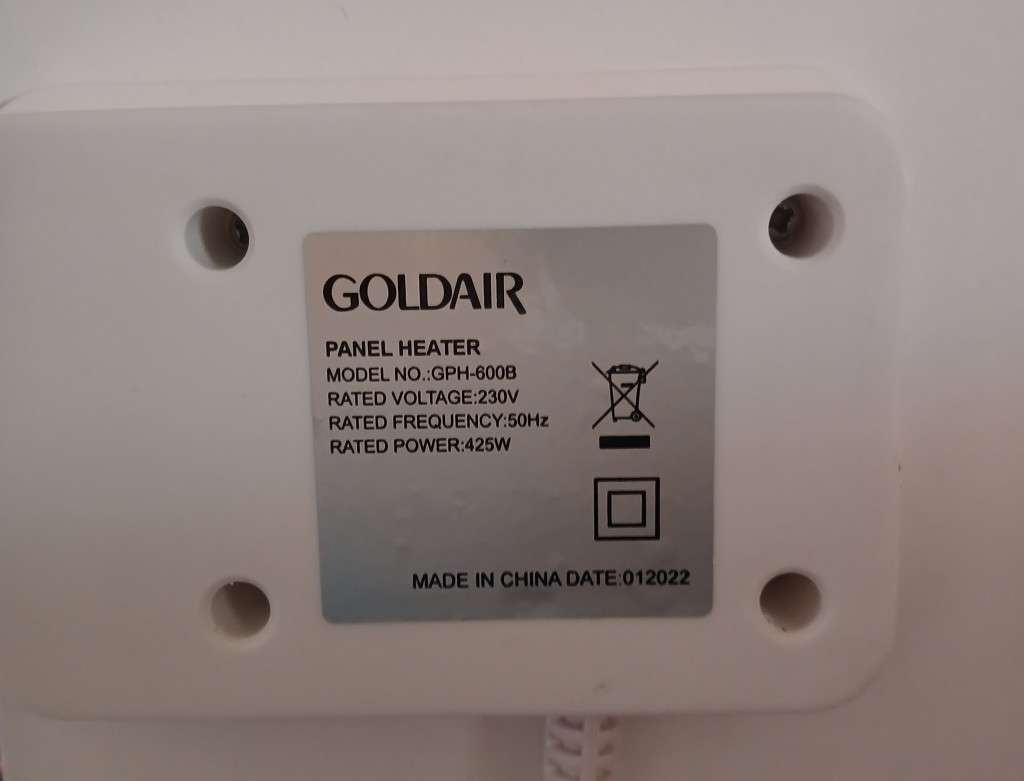 GOLDAIR
PANEL HEATER
MODEL NO.:GPH-600B
RATED VOLTAGE:230V
RATED FREQUENCY:50Hz
RATED POWER:425W
MADE IN CHINA DATE:012022